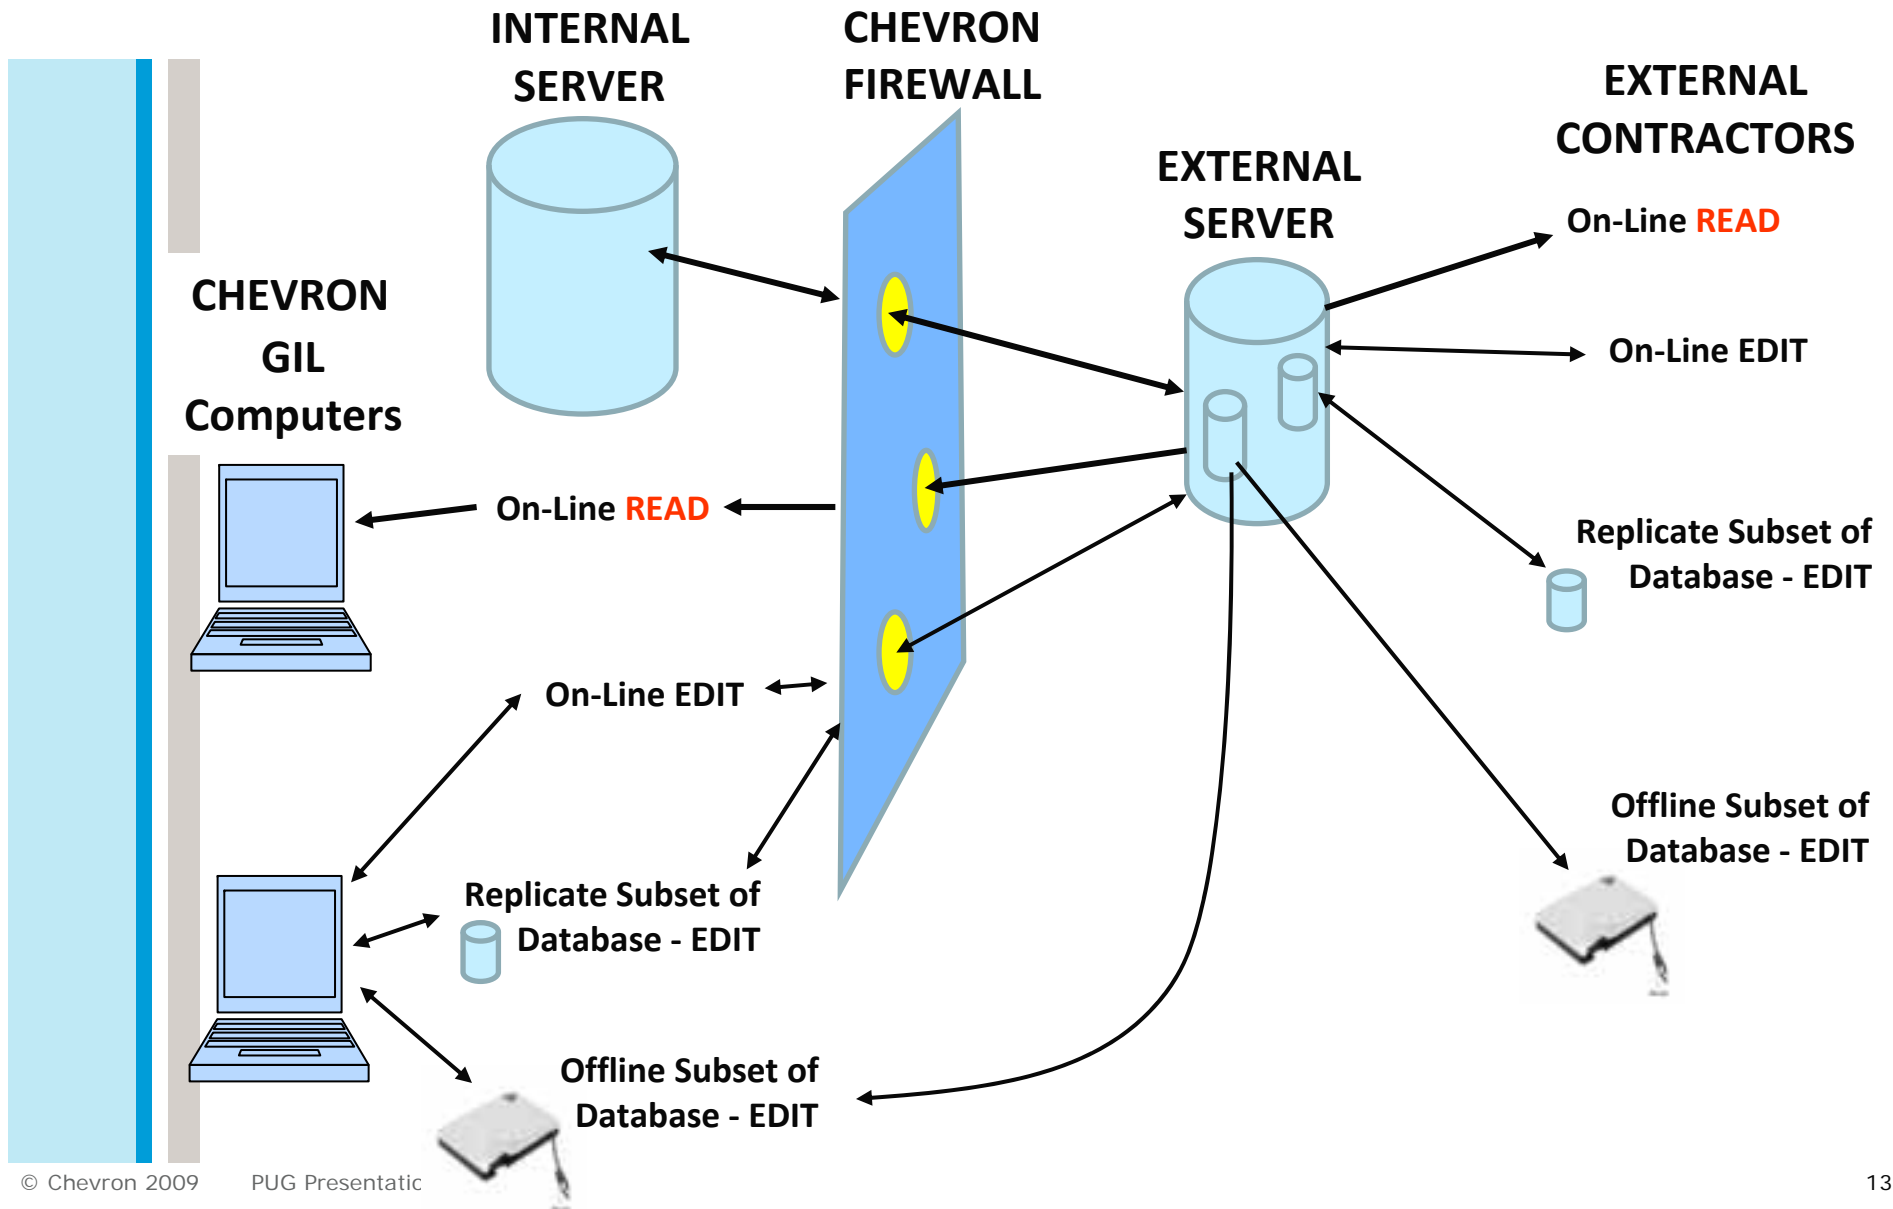 INTERNAL
SERVER
CHEVRON
FIREWALL
EXTERNAL
CONTRACTORS
EXTERNAL
SERVER
On-Line READ
CHEVRON
GIL
Computers
On-Line EDIT
On-Line READ
Replicate Subset of
Database - EDIT
On-Line EDIT
Offline Subset of
Database - EDIT
Replicate Subset of
Database - EDIT
Offline Subset of
Database - EDIT
© Chevron 2009 PUG Presentatic 13